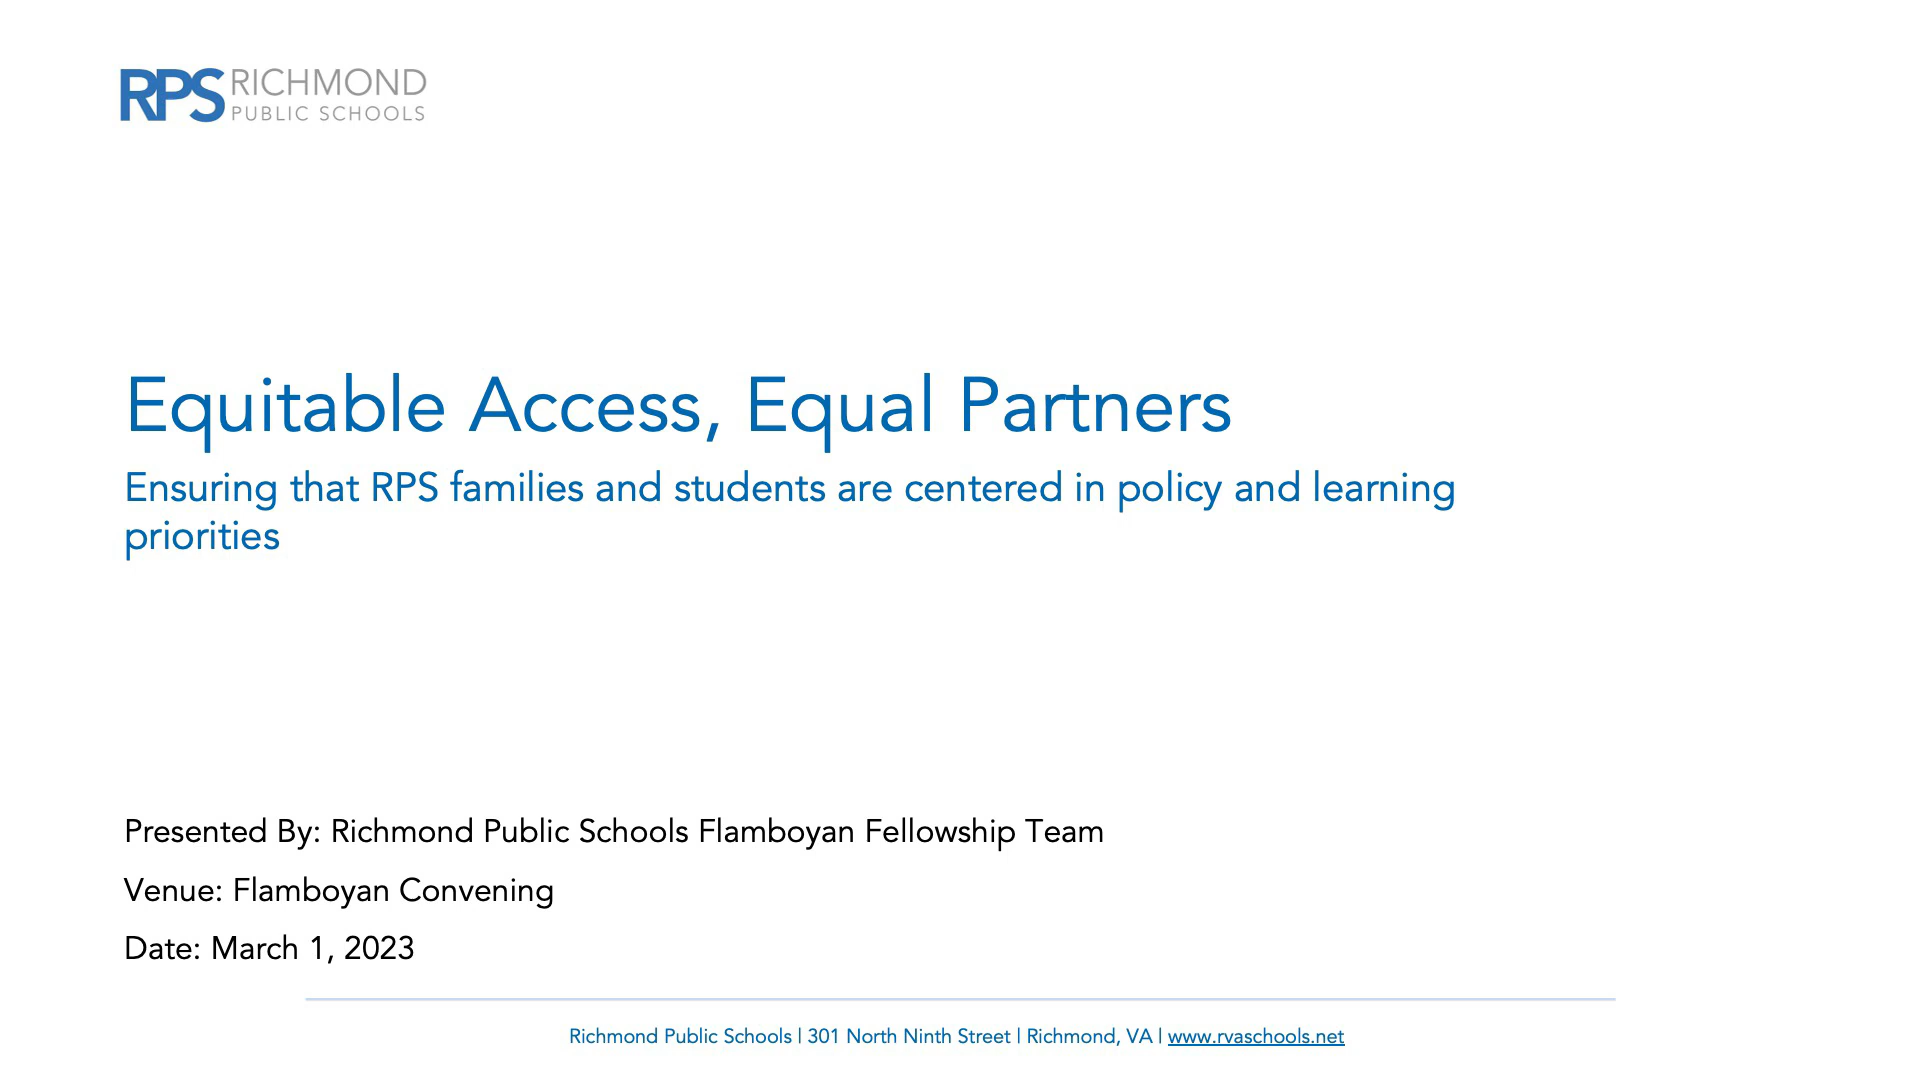 RPS RICHMOND
PUBLIC SCHOOLS
Equitable Access, Equal Partners
Ensuring that RPS families and students are centered in policy and learning
priorities
Presented By: Richmond Public Schools Flamboyan Fellowship Team
Venue: Flamboyan Convening
Date: March 1, 2023
Richmond Public Schools | 301 North Ninth Street | Richmond, VA | www.rvaschools.net